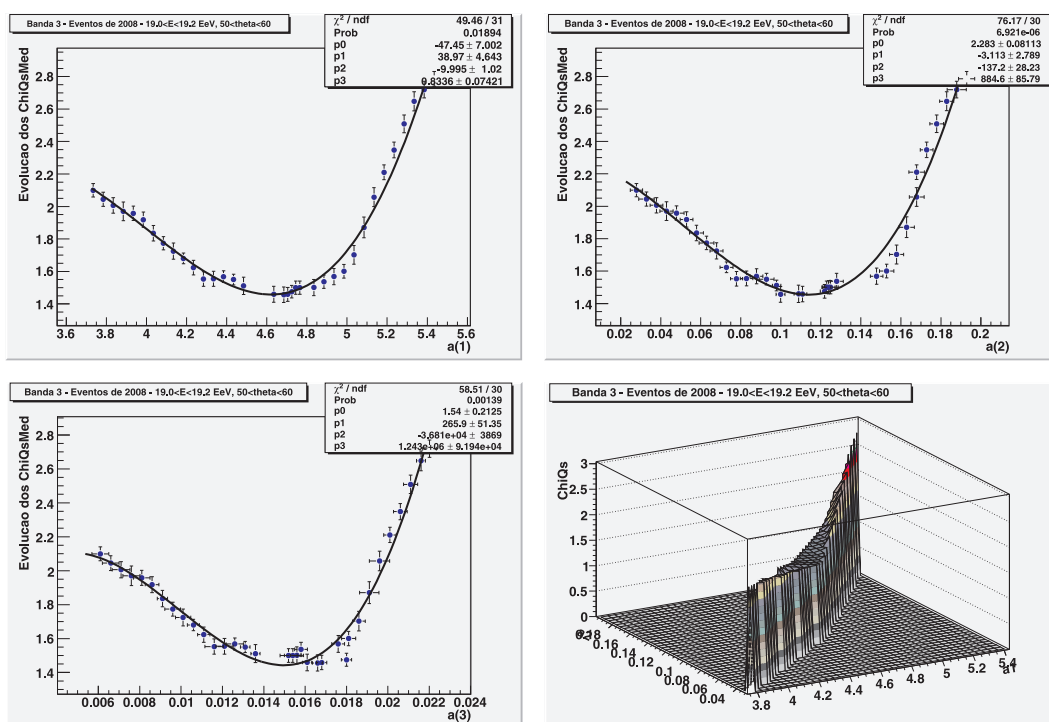 Banda 3 - Eventos de 2008 - 19.0<E<19.46 EeV, 50<theta<60
χ² / ndf 49.46 / 31
Prob 0.01894
p0 -47.45 ± 7.002
p1 38.97 ± 4.643
p2 -9.995 ± 1.02
p3 0.8336 ± 0.07421
Evolucao dos ChiQsMed
2.8
2.6
2.4
2.2
2
1.8
1.6
1.4
3.6 3.8 4 4.2 4.4 4.6 4.8 5 5.2 5.4 5.6
a(1)
Banda 3 - Eventos de 2008 - 19.0<E<19.46 EeV, 50<theta<60
χ² / ndf 76.17 / 30
Prob 6.921e-06
p0 2.283 ± 0.08113
p1 -3.113 ± 2.789
p2 -137.2 ± 28.23
p3 884.6 ± 85.79
Evolucao dos ChiQsMed
2.8
2.6
2.4
2.2
2
1.8
1.6
1.4
0.02 0.04 0.06 0.08 0.1 0.12 0.14 0.16 0.18 0.2
a(2)
Banda 3 - Eventos de 2008 - 19.0<E<19.2 EeV, 50<theta<60
χ² / ndf 58.51 / 30
Prob 0.00139
p0 1.54 ± 0.2125
p1 265.9 ± 51.35
p2 -3.681e+04 ± 3869
p3 1.243e+06 ± 9.194e+04
Evolucao dos ChiQsMed
2.8
2.6
2.4
2.2
2
1.8
1.6
1.4
0.006 0.008 0.01 0.012 0.014 0.016 0.018 0.02 0.022 0.024
a(3)
Banda 3 - Eventos de 2008 - 19.0<E<19.2 EeV, 50<theta<60
ChiQs
3
2.5
2
1.5
1
0.5
0
0.18
0.16
0.14
0.12
0.1
0.08
0.06
0.04
3.8 4 4.2 4.4 4.6 4.8 5 5.2 5.4
a1